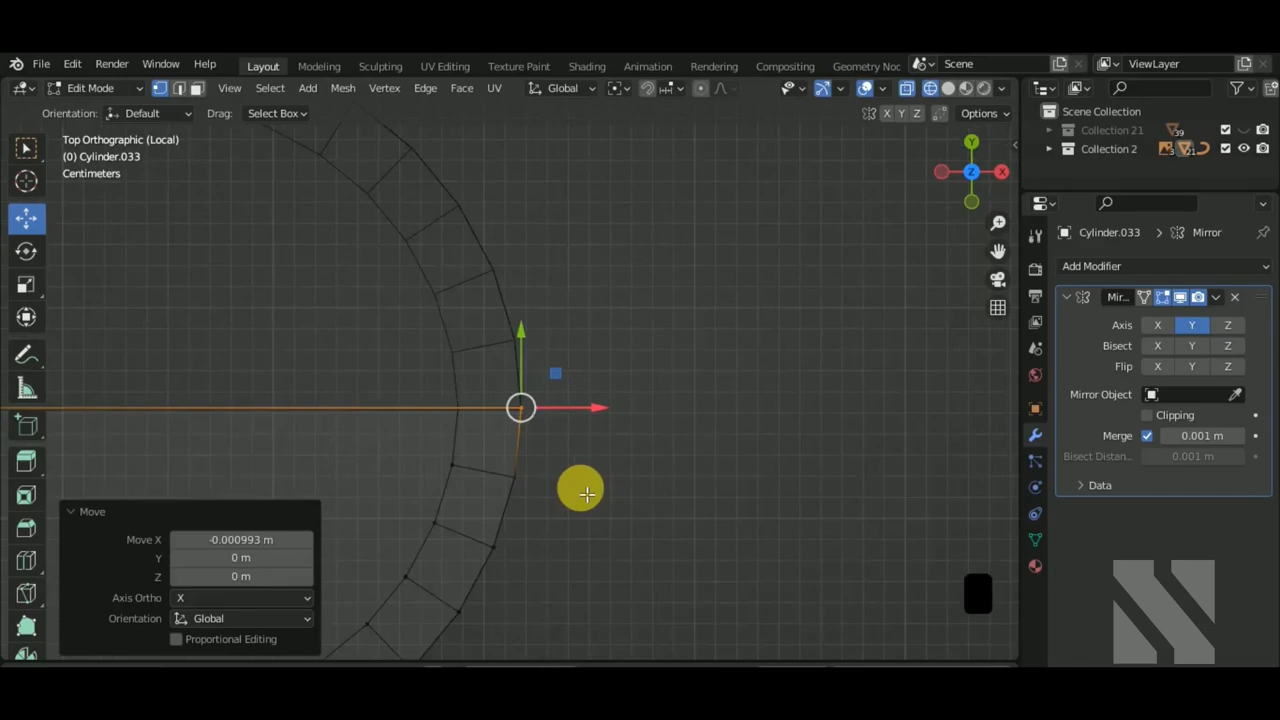 File Edit Render Window Help Layout Modeling Sculpting UV Editing Texture Paint Shading Animation Rendering Compositing Geometry Noc Scene ViewLayer
Edit Mode View Select Add Mesh Vertex Edge Face UV Global
Orientation: Default Drag: Select Box X Y Z Options
Scene Collection
Collection 21 39
Collection 2 3 21
Top Orthographic (Local)
(0) Cylinder.033
Centimeters
Y
Z X
Cylinder.033 > Mirror
Add Modifier
Mir...
Axis X Y Z
Bisect X Y Z
Flip X Y Z
Mirror Object
Clipping
Merge 0.001 m
Bisect Distan... 0.001 m
Data
Move
Move X -0.000993 m
Y 0 m
Z 0 m
Axis Ortho X
Orientation Global
Proportional Editing